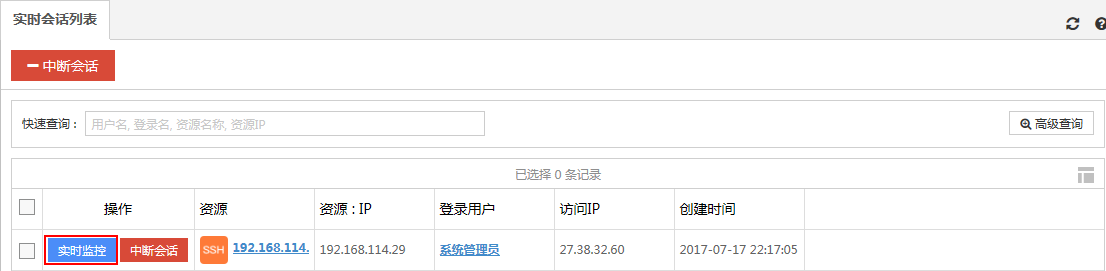 实时会话列表
中断会话
快速查询： 用户名, 登录名, 资源名称, 资源IP 高级查询
已选择 0 条记录
操作 资源 资源 : IP 登录用户 访问IP 创建时间
实时监控 中断会话 SSH 192.168.114. 192.168.114.29 系统管理员 27.38.32.60 2017-07-17 22:17:05